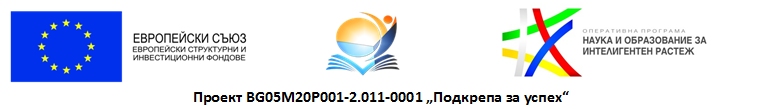 ЕВРОПЕЙСКИ СЪЮЗ
ЕВРОПЕЙСКИ СТРУКТУРНИ И
ИНВЕСТИЦИОННИ ФОНДОВЕ
ОПЕРАТИВНА ПРОГРАМА
НАУКА И ОБРАЗОВАНИЕ ЗА
ИНТЕЛИГЕНТЕН РАСТЕЖ
Проект BG05M20P001-2.011-0001 „Подкрепа за успех“